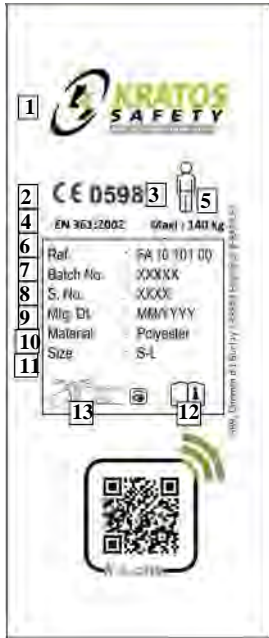 1 KRATOS
SAFETY
2 CE 0598 3 5
4 EN 361:2002 Maxi : 140 kg
6 Ref. : FA 10 101 00
7 Batch No. : XXXXX
8 S. No. : XXXX
9 Mfg. Dt. : MM/YYYY
10 Material : Polyester
11 Size : S-L
13 12